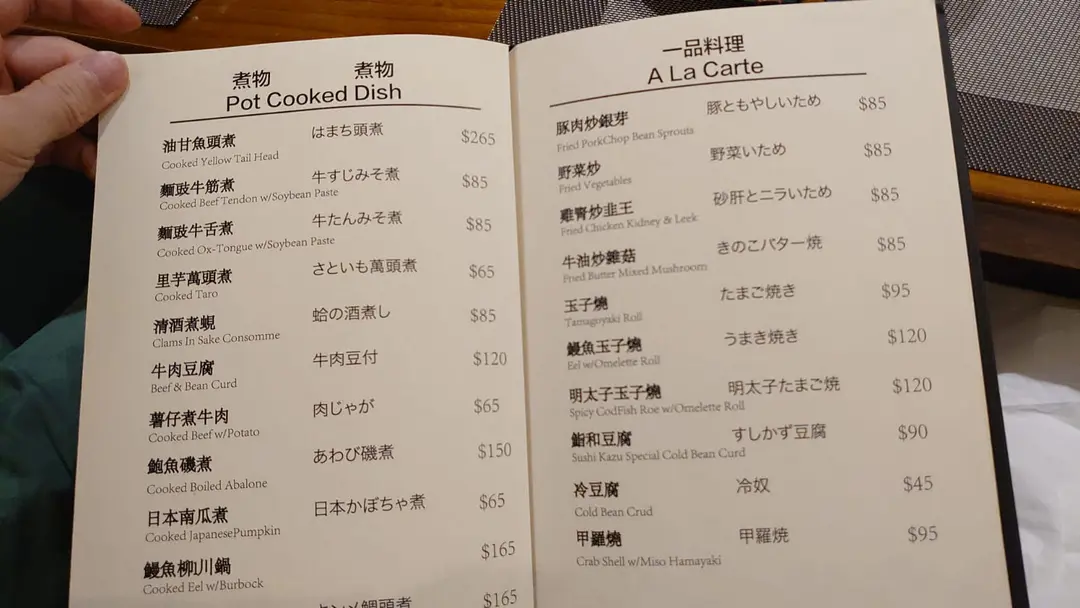 煮物 煮物
Pot Cooked Dish
油甘魚頭煮 はまち頭煮 $265
Cooked Yellow Tail Head
麵豉牛筋煮 牛すじみそ煮 $85
Cooked Beef Tendon w/Soybean Paste
麵豉牛舌煮 牛たんみそ煮 $85
Cooked Ox-Tongue w/Soybean Paste
里芋萬頭煮 さといも萬頭煮 $65
Cooked Taro
清酒煮蜆 蛤の酒煮し $85
Clams In Sake Consomme
牛肉豆腐 牛肉豆付 $120
Beef & Bean Curd
薯仔煮牛肉 肉じゃが $65
Cooked Beef w/Potato
鮑魚磯煮 あわび磯煮 $150
Cooked Boiled Abalone
日本南瓜煮 日本かぼちゃ煮 $65
Cooked JapanesePumpkin
鰻魚柳川鍋 $165
Cooked Eel w/Burbock
$165
一品料理
A La Carte
豚肉炒銀芽 豚ともやしいため $85
Fried PorkChop Bean Sprouts
野菜炒 野菜いため $85
Fried Vegetables
雞腎炒韭王 砂肝とニラいため $85
Fried Chicken Kidney & Leek
牛油炒雜菇 きのこバター焼 $85
Fried Butter Mixed Mushroom
玉子燒 たまご焼き $95
Tamagoyaki Roll
鰻魚玉子燒 うまき焼き $120
Eel w/Omelette Roll
明太子玉子燒 明太子たまご焼 $120
Spicy CodFish Roe w/Omelette Roll
鮨和豆腐 すしかず豆腐 $90
Sushi Kazu Special Cold Bean Curd
冷豆腐 冷奴 $45
Cold Bean Crud
甲羅燒 甲羅焼 $95
Crab Shell w/Miso Hamayaki